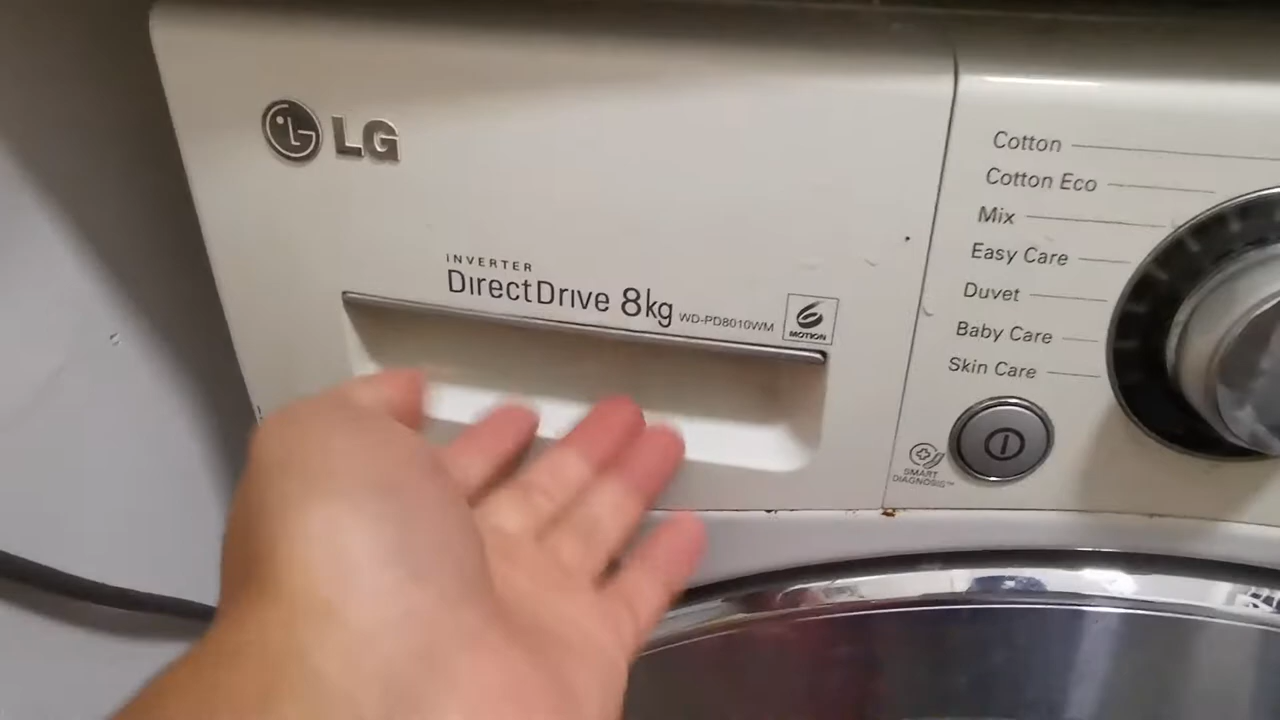 LG
INVERTER
DirectDrive 8kg WD-PD8010WM
6 MOTION
Cotton
Cotton Eco
Mix
Easy Care
Duvet
Baby Care
Skin Care
SMART
DIAGNOSIS™